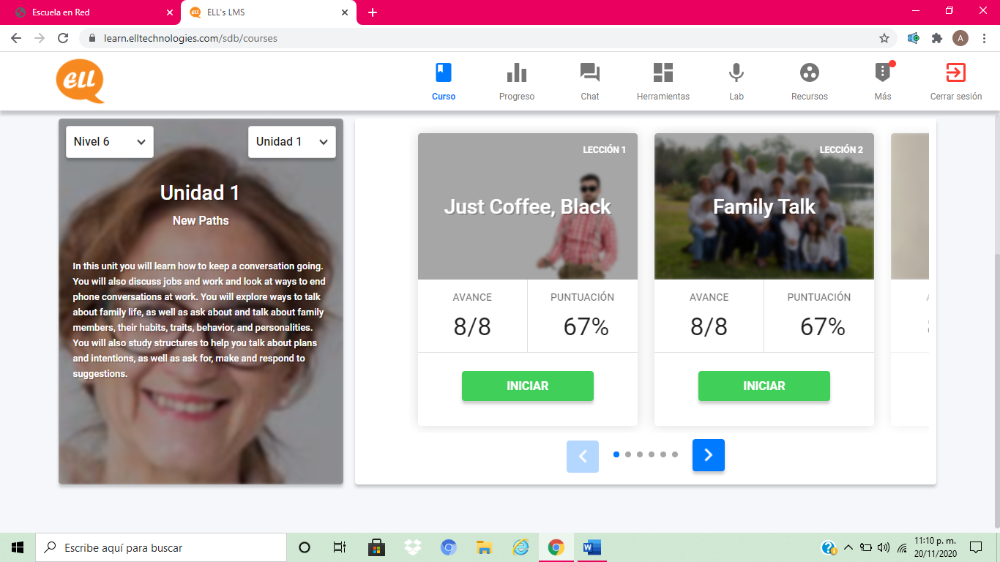 Escuela en Red
ELL's LMS
learn.elltechnologies.com/sdb/courses
A
ell
Curso
Progreso
Chat
Herramientas
Lab
Recursos
Más
Cerrar sesión
Nivel 6
Unidad 1
Unidad 1
New Paths
In this unit you will learn how to keep a conversation going.
You will also discuss jobs and work and look at ways to end
phone conversations at work. You will explore ways to talk
about family life, as well as ask about and talk about family
members, their habits, traits, behavior, and personalities.
You will also study structures to help you talk about plans
and intentions, as well as ask for, make and respond to
suggestions.
LECCIÓN 1
Just Coffee, Black
AVANCE
8/8
PUNTUACIÓN
67%
INICIAR
LECCIÓN 2
Family Talk
AVANCE
8/8
PUNTUACIÓN
67%
INICIAR
Escribe aquí para buscar
11:10 p. m.
20/11/2020